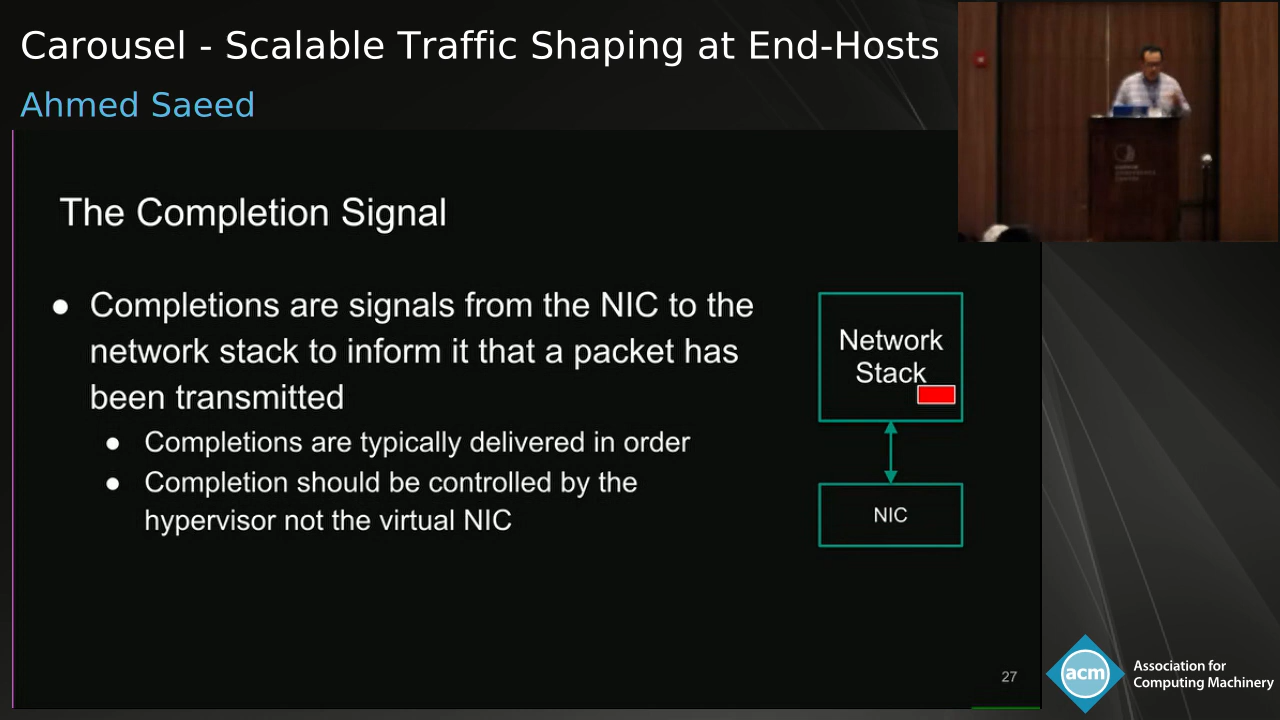 Carousel - Scalable Traffic Shaping at End-Hosts
Ahmed Saeed
The Completion Signal
● Completions are signals from the NIC to the
network stack to inform it that a packet has
been transmitted
● Completions are typically delivered in order
● Completion should be controlled by the
hypervisor not the virtual NIC
Network
Stack
NIC
27
acm
Association for
Computing Machinery